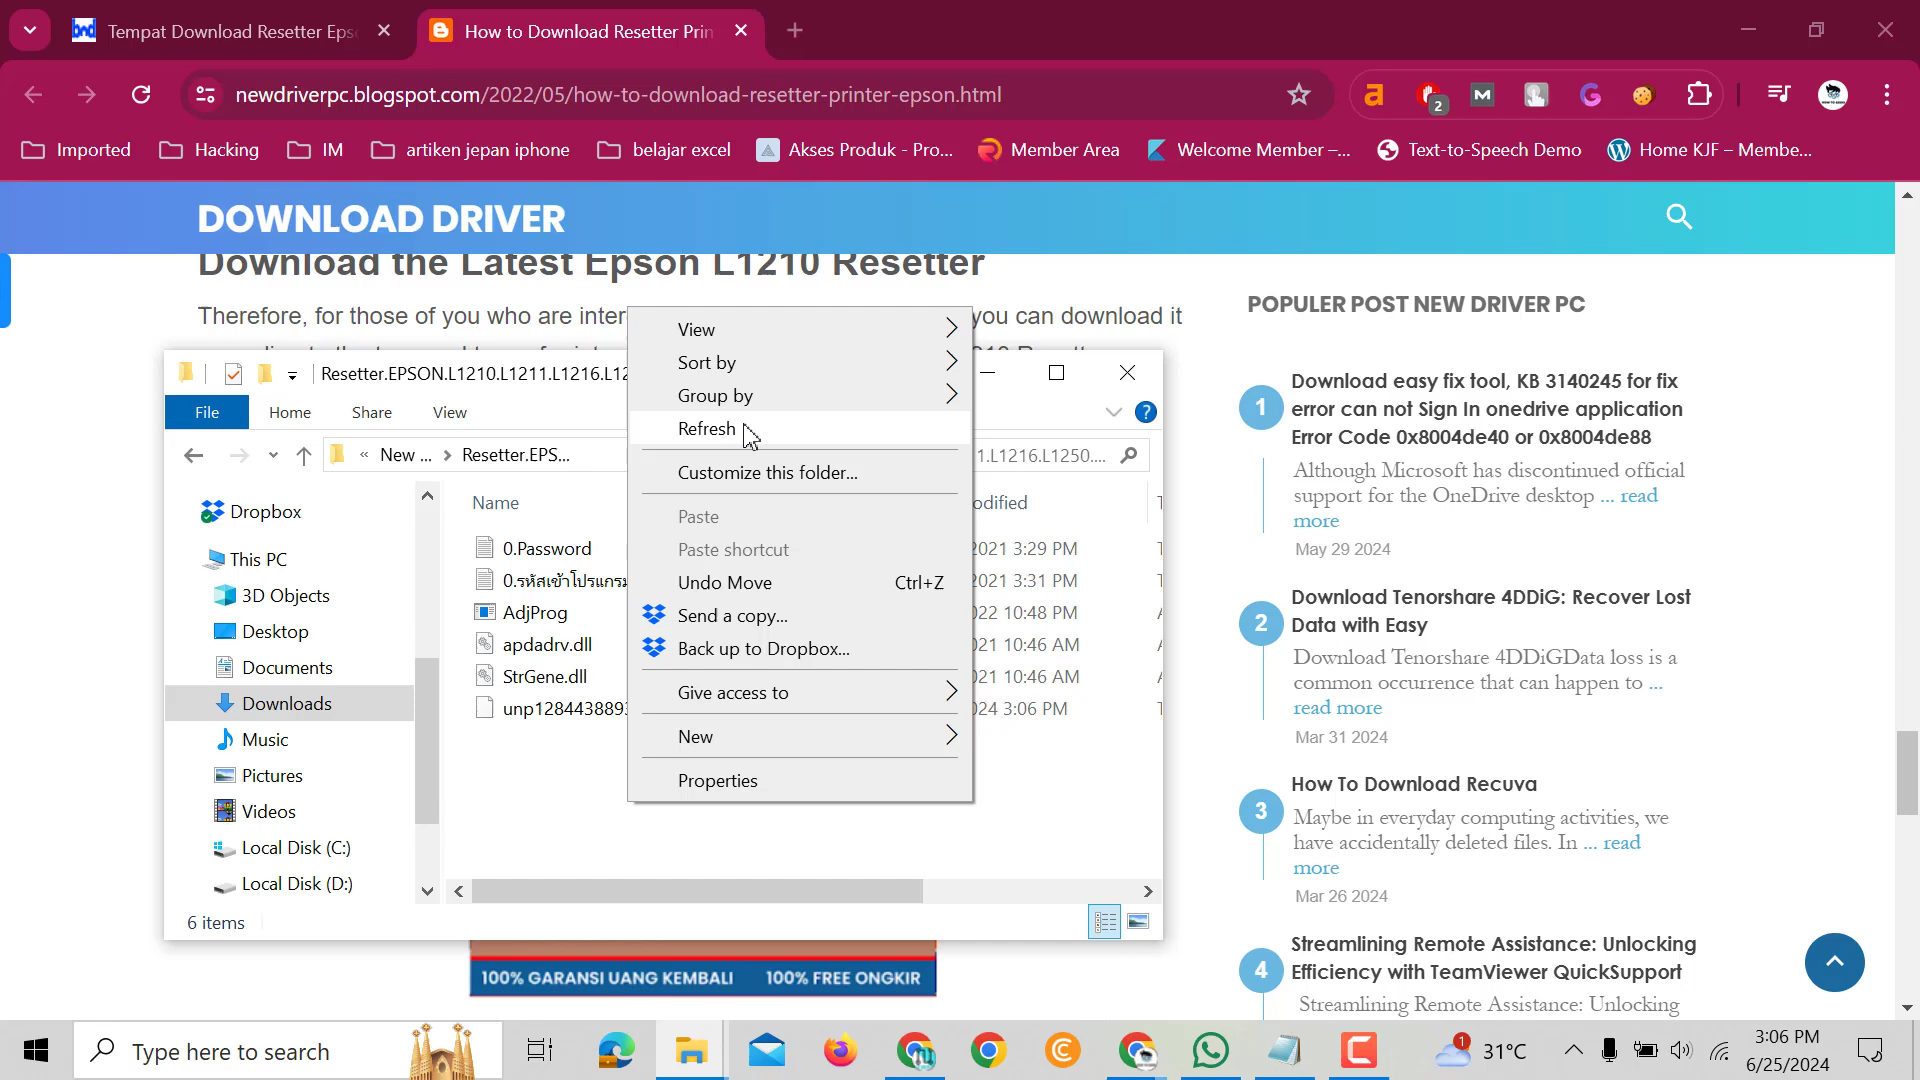 Tempat Download Resetter Eps
How to Download Resetter Prin
newdriverpc.blogspot.com/2022/05/how-to-download-resetter-printer-epson.html
2
Imported
Hacking
IM
artiken jepan iphone
belajar excel
Akses Produk - Pro...
Member Area
Welcome Member –...
Text-to-Speech Demo
Home KJF – Membe...
DOWNLOAD DRIVER
Download the Latest Epson L1210 Resetter
Therefore, for those of you who are inter
you can download it
POPULER POST NEW DRIVER PC
1
Download easy fix tool, KB 3140245 for fix
error can not Sign In onedrive application
Error Code 0x8004de40 or 0x8004de88
Although Microsoft has discontinued official
support for the OneDrive desktop ... read
more
May 29 2024
2
Download Tenorshare 4DDiG: Recover Lost
Data with Easy
Download Tenorshare 4DDiGData loss is a
common occurrence that can happen to ...
read more
Mar 31 2024
3
How To Download Recuva
Maybe in everyday computing activities, we
have accidentally deleted files. In ... read
more
Mar 26 2024
4
Streamlining Remote Assistance: Unlocking
Efficiency with TeamViewer QuickSupport
Streamlining Remote Assistance: Unlocking
Resetter.EPSON.L1210.L1211.L1216.L12
File
Home
Share
View
« New ... > Resetter.EPS...
1.L1216.L1250....
Dropbox
This PC
3D Objects
Desktop
Documents
Downloads
Music
Pictures
Videos
Local Disk (C:)
Local Disk (D:)
6 items
Name
odified
0.Password
2021 3:29 PM
0.รหัสเข้าโปรแกรม
2021 3:31 PM
AdjProg
022 10:48 PM
apdadrv.dll
021 10:46 AM
StrGene.dll
021 10:46 AM
unp128443889
024 3:06 PM
View
Sort by
Group by
Refresh
Customize this folder...
Paste
Paste shortcut
Undo Move Ctrl+Z
Send a copy...
Back up to Dropbox...
Give access to
New
Properties
100% GARANSI UANG KEMBALI 100% FREE ONGKIR
Type here to search
1
31°C
3:06 PM
6/25/2024